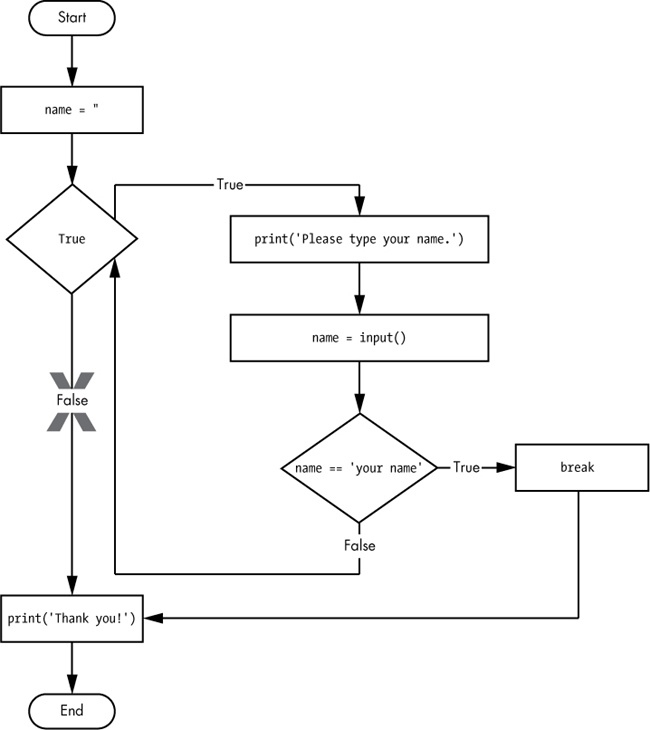 Start
name = "
True
True
print('Please type your name.')
name = input()
False
name == 'your name'
True
break
False
print('Thank you!')
End